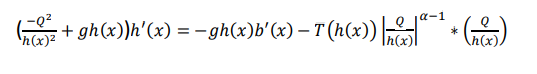 (-Q²/h(x)² + gh(x))h′(x) = −gh(x)b′(x) − T(h(x)) |Q/h(x)|^(α−1) * (Q/h(x))